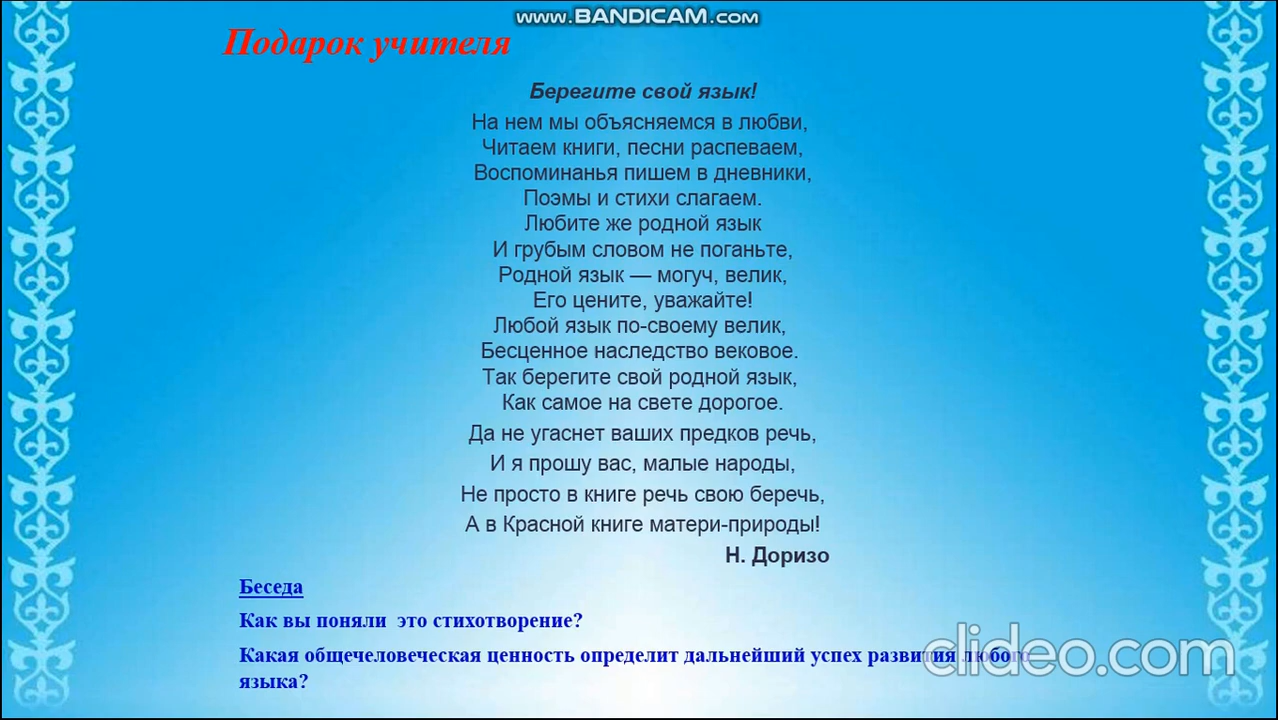 www.BANDICAM.com
Подарок учителя
Берегите свой язык!
На нем мы объясняемся в любви,
Читаем книги, песни распеваем,
Воспоминанья пишем в дневники,
Поэмы и стихи слагаем.
Любите же родной язык
И грубым словом не поганьте,
Родной язык — могуч, велик,
Его цените, уважайте!
Любой язык по-своему велик,
Бесценное наследство вековое.
Так берегите свой родной язык,
Как самое на свете дорогое.
Да не угаснет ваших предков речь,
И я прошу вас, малые народы,
Не просто в книге речь свою беречь,
А в Красной книге матери-природы!
Н. Доризо
Беседа
Как вы поняли это стихотворение?
Какая общечеловеческая ценность определит дальнейший успех развития любого
языка?
clideo.com